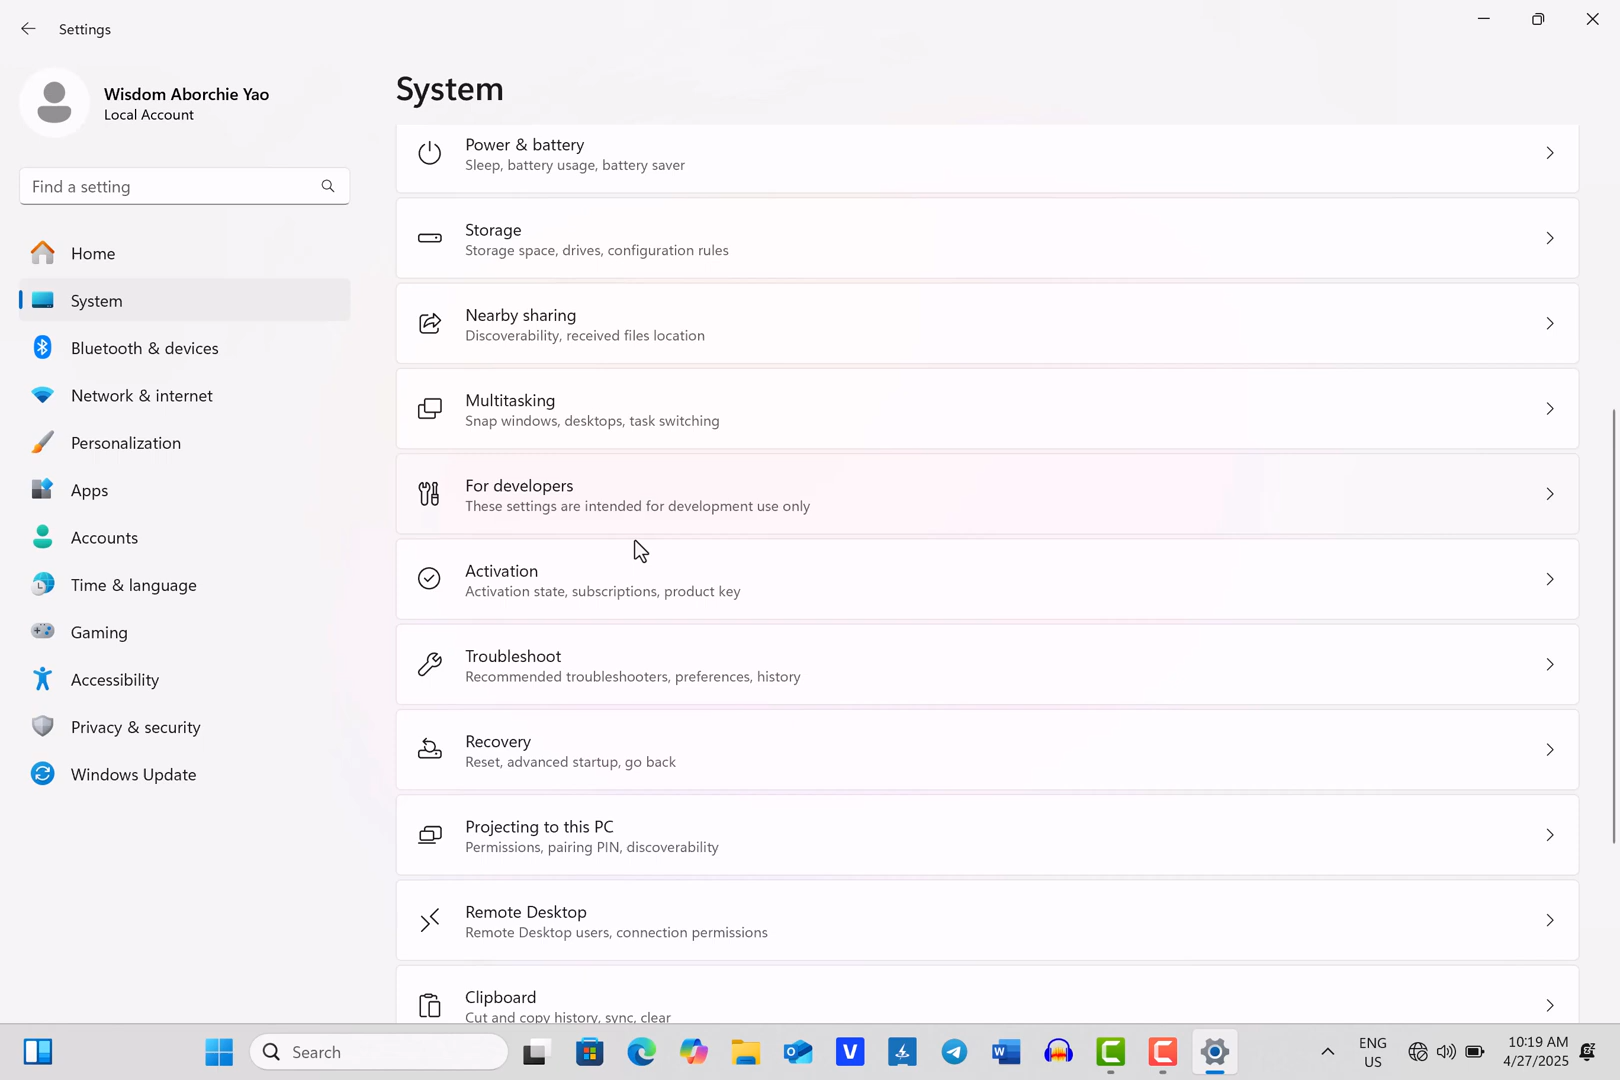 Settings
Wisdom Aborchie Yao
Local Account
Find a setting
Home
System
Bluetooth & devices
Network & internet
Personalization
Apps
Accounts
Time & language
Gaming
Accessibility
Privacy & security
Windows Update
System
Power & battery
Sleep, battery usage, battery saver
Storage
Storage space, drives, configuration rules
Nearby sharing
Discoverability, received files location
Multitasking
Snap windows, desktops, task switching
For developers
These settings are intended for development use only
Activation
Activation state, subscriptions, product key
Troubleshoot
Recommended troubleshooters, preferences, history
Recovery
Reset, advanced startup, go back
Projecting to this PC
Permissions, pairing PIN, discoverability
Remote Desktop
Remote Desktop users, connection permissions
Clipboard
Cut and copy history, sync, clear
Search
ENG
US
10:19 AM
4/27/2025